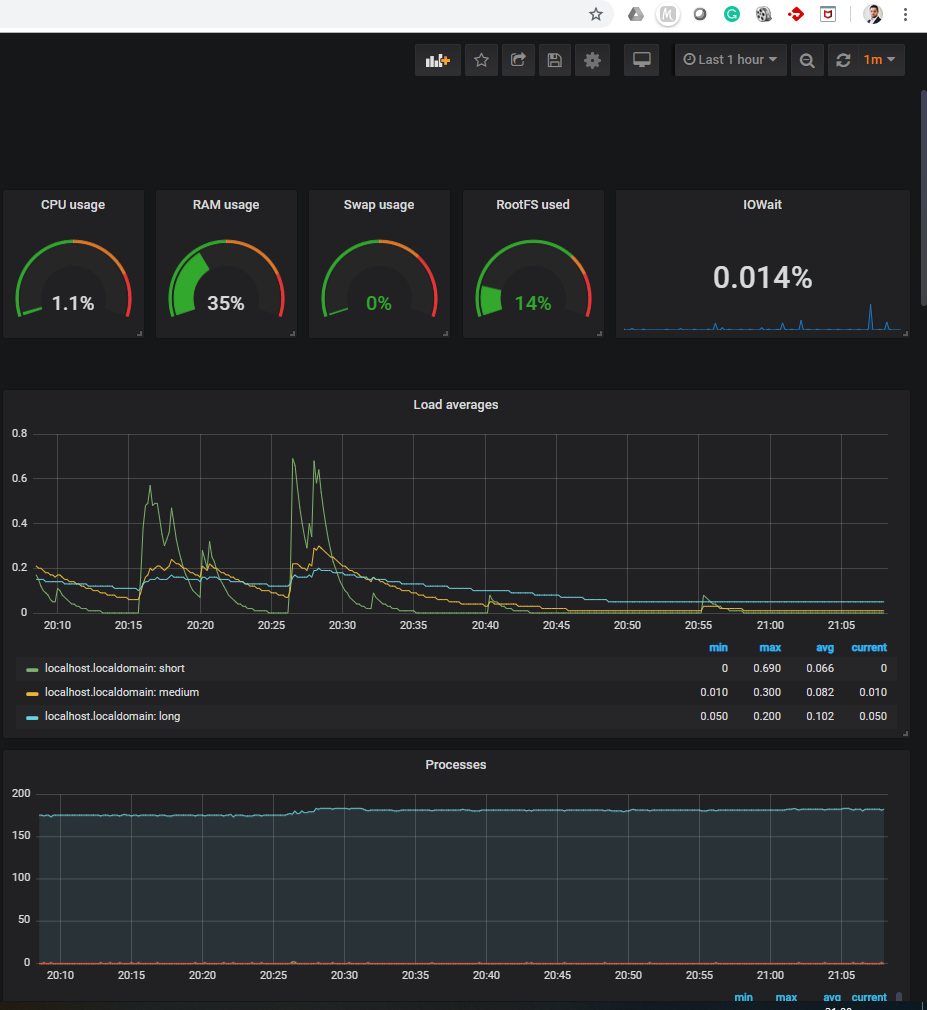 Last 1 hour 1m
CPU usage RAM usage Swap usage RootFS used IOWait
1.1% 35% 0% 14% 0.014%
Load averages
0.8
0.6
0.4
0.2
0
20:10 20:15 20:20 20:25 20:30 20:35 20:40 20:45 20:50 20:55 21:00 21:05
min max avg current
localhost.localdomain: short 0 0.690 0.066 0
localhost.localdomain: medium 0.010 0.300 0.082 0.010
localhost.localdomain: long 0.050 0.200 0.102 0.050
Processes
200
150
100
50
0
20:10 20:15 20:20 20:25 20:30 20:35 20:40 20:45 20:50 20:55 21:00 21:05
min max avg current